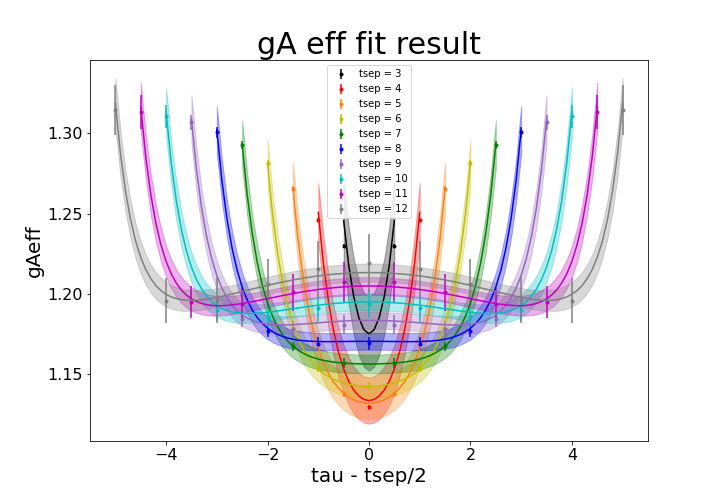 gA eff fit result
tsep = 3
tsep = 4
tsep = 5
tsep = 6
tsep = 7
tsep = 8
tsep = 9
tsep = 10
tsep = 11
tsep = 12
gAeff
1.30
1.25
1.20
1.15
−4 −2 0 2 4
tau - tsep/2